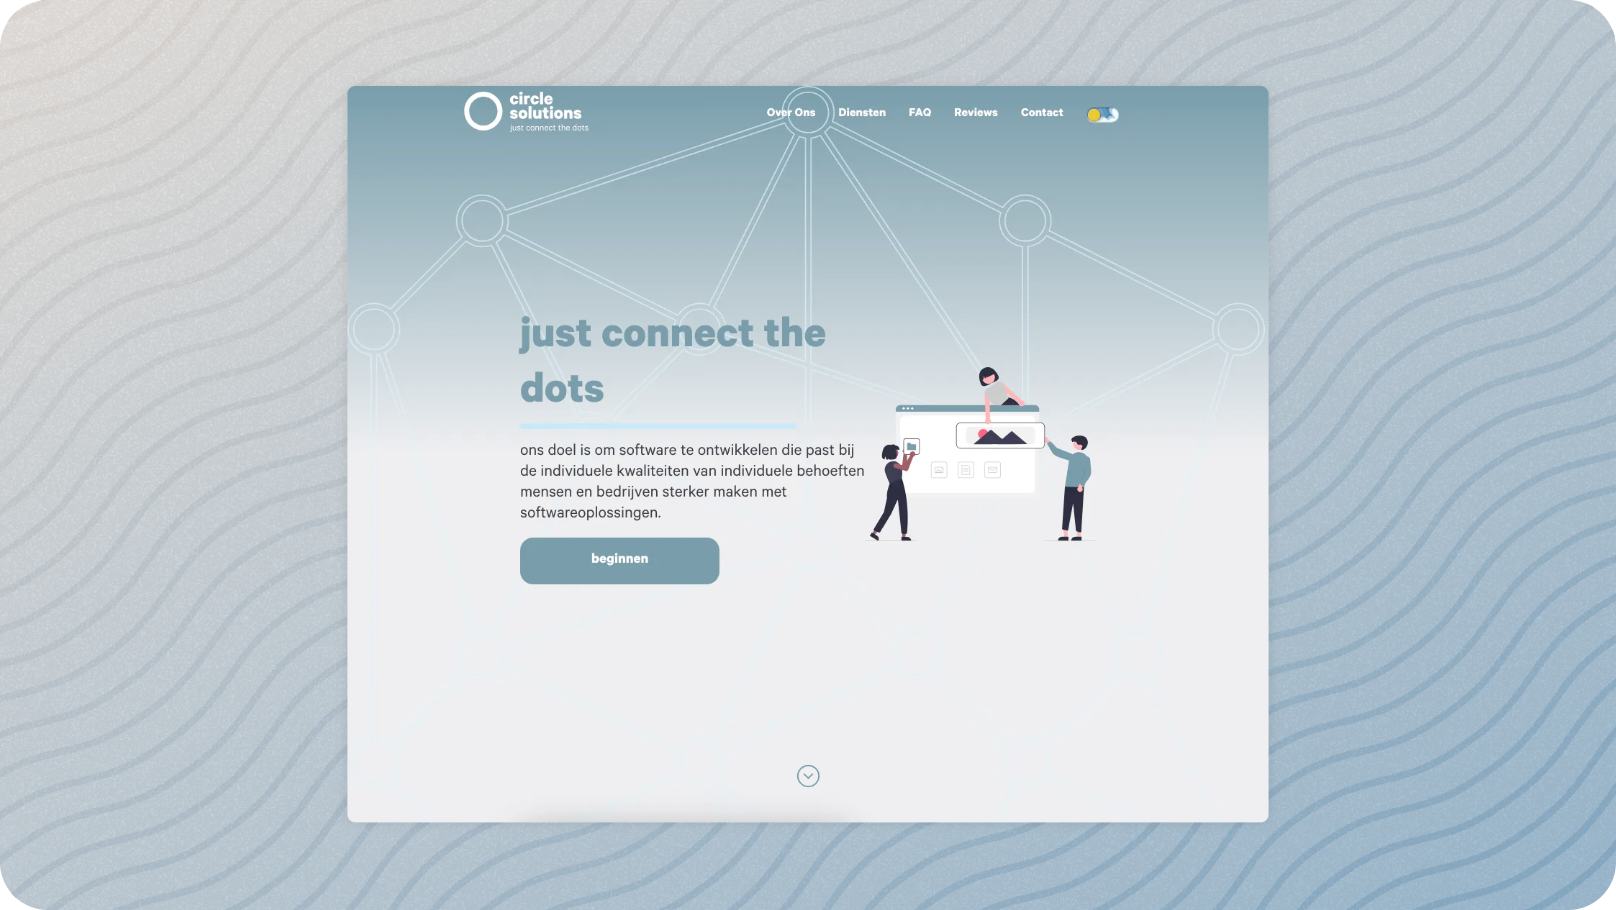 circle
solutions
just connect the dots
Over Ons
Diensten
FAQ
Reviews
Contact
just connect the
dots
ons doel is om software te ontwikkelen die past bij
de individuele kwaliteiten van individuele behoeften
mensen en bedrijven sterker maken met
softwareoplossingen.
beginnen